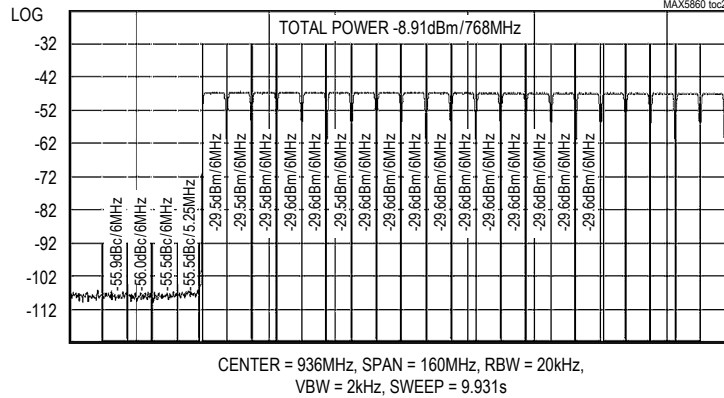 MAX5860 toc2
LOG
TOTAL POWER -8.91dBm/768MHz
-32
-42
-52
-62
-72
-82
-92
-102
-112
-55.9dBc/6MHz
-56.0dBc/6MHz
-55.5dBc/6MHz
-55.5dBc/5.25MHz
-29.5dBm/6MHz
-29.5dBm/6MHz
-29.5dBm/6MHz
-29.6dBm/6MHz
-29.6dBm/6MHz
-29.5dBm/6MHz
-29.6dBm/6MHz
-29.6dBm/6MHz
-29.6dBm/6MHz
-29.6dBm/6MHz
-29.6dBm/6MHz
-29.6dBm/6MHz
-29.6dBm/6MHz
-29.6dBm/6MHz
-29.6dBm/6MHz
-29.6dBm/6MHz
CENTER = 936MHz, SPAN = 160MHz, RBW = 20kHz,
VBW = 2kHz, SWEEP = 9.931s